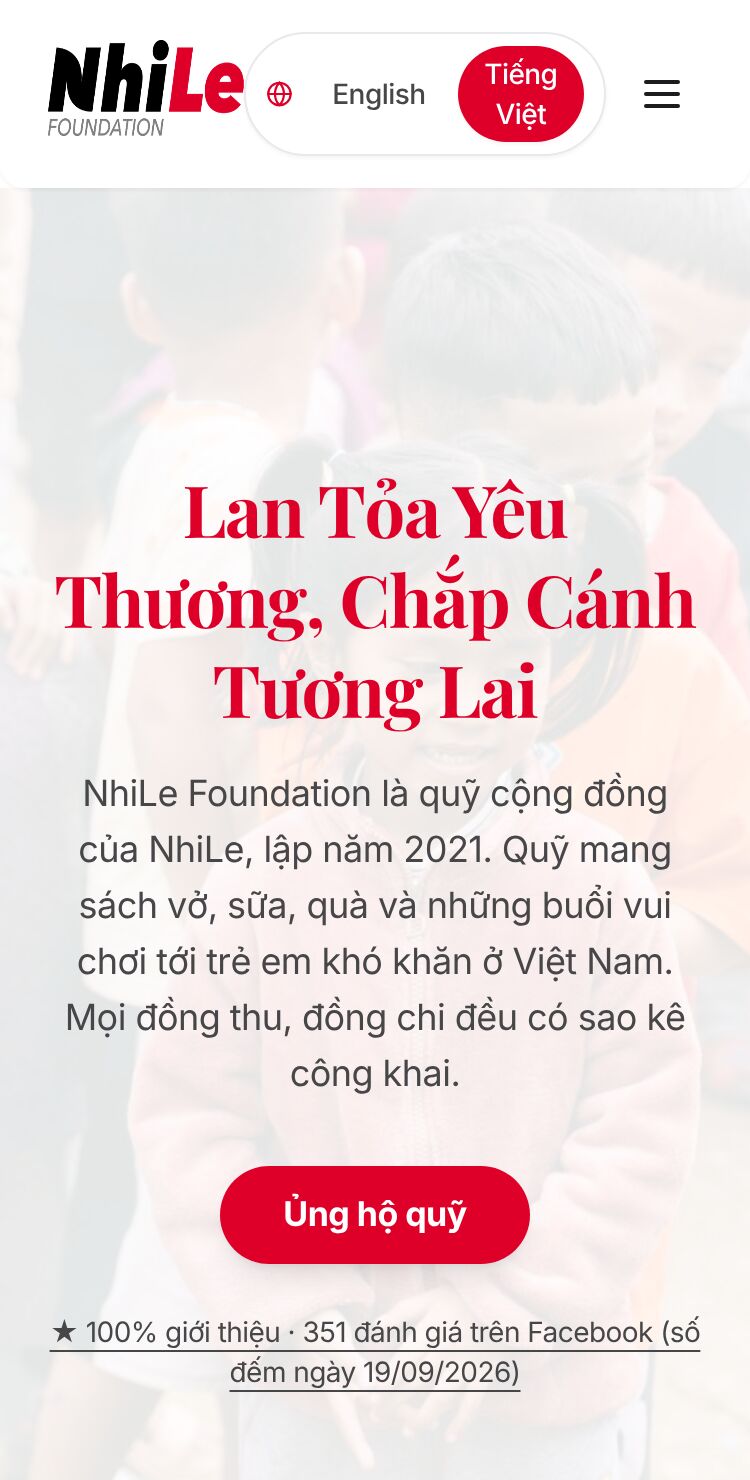 NhiLe
FOUNDATION
English
Tiếng
Việt
Lan Tỏa Yêu
Thương, Chắp Cánh
Tương Lai
NhiLe Foundation là quỹ cộng đồng
của NhiLe, lập năm 2021. Quỹ mang
sách vở, sữa, quà và những buổi vui
chơi tới trẻ em khó khăn ở Việt Nam.
Mọi đồng thu, đồng chi đều có sao kê
công khai.
Ủng hộ quỹ
★ 100% giới thiệu · 351 đánh giá trên Facebook (số
đếm ngày 19/09/2026)